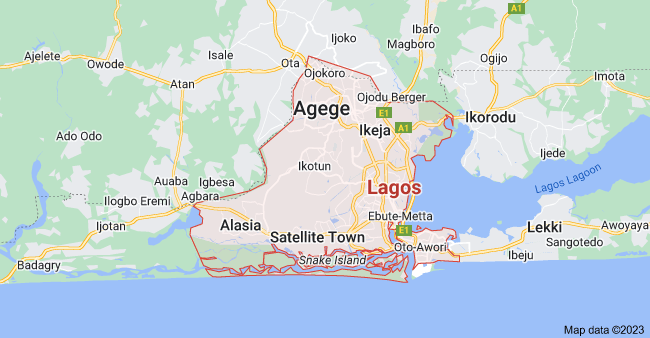 Ijoko
Ibafo
Magboro
A1
Isale
Ajelete
Owode
Ota
Ogijo
Ojokoro
Imota
Atan
Agege
Ojodu Berger
E1
A1
Ikeja
Ikorodu
Ado Odo
Ijede
Ikotun
Lagos Lagoon
Auaba
Igbesa
Agbara
Lagos
Ilogbo Eremi
Ebute-Metta
Ijotan
Alasia
E1
Lekki
Awoyaya
Satellite Town
Oto-Awori
Sangotedo
Ibeju
Snake Island
Badagry
Map data ©2023